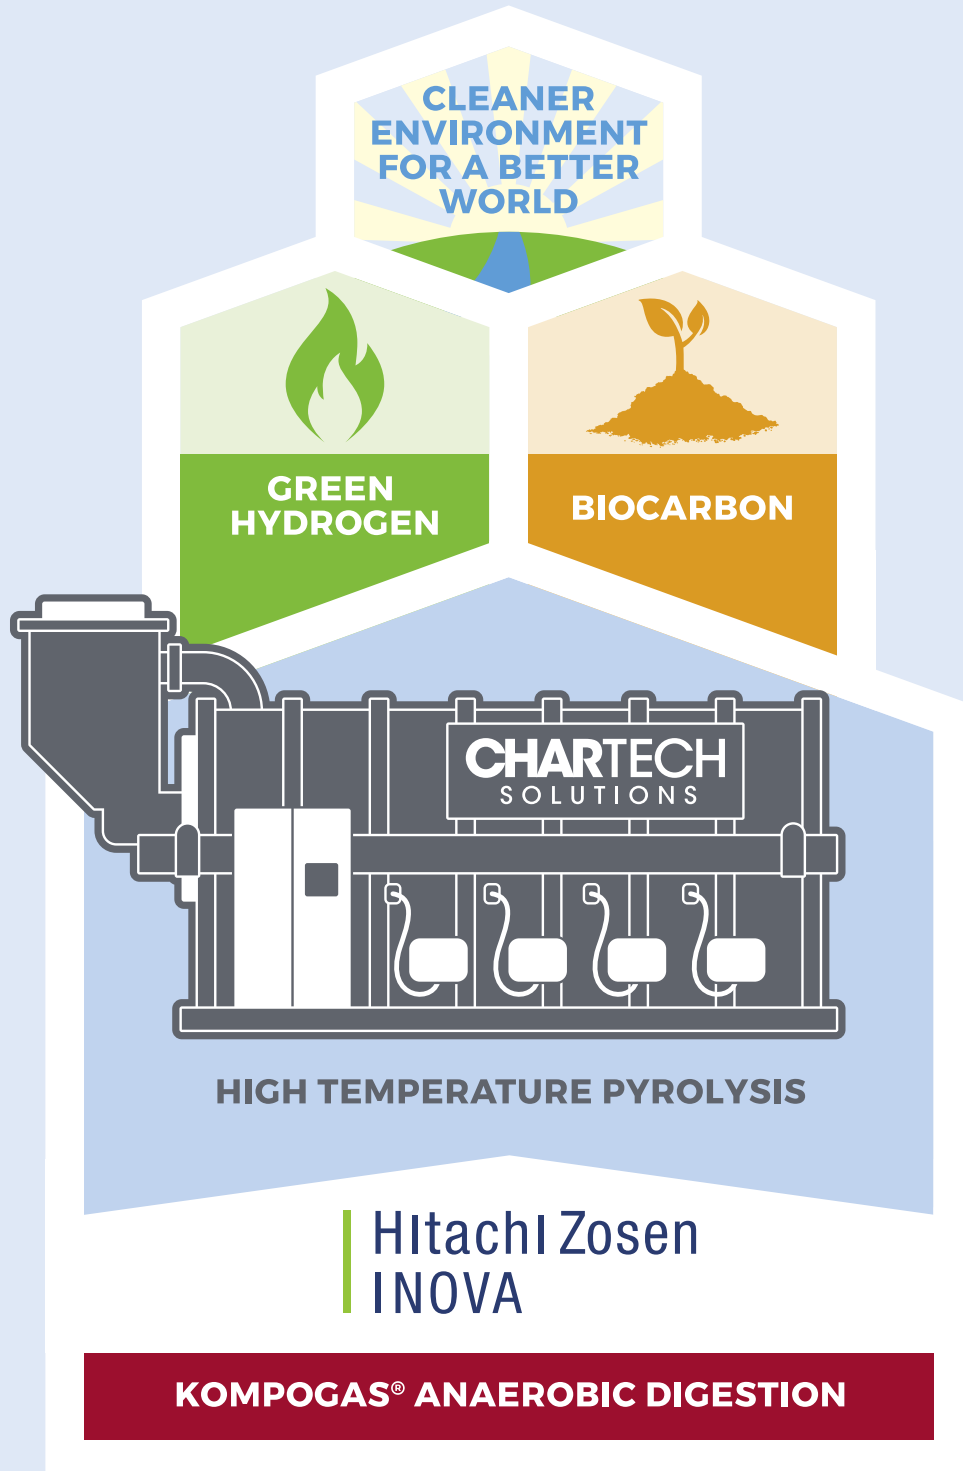 CLEANER
ENVIRONMENT
FOR A BETTER
WORLD
GREEN
HYDROGEN
BIOCARBON
CHARTECH
SOLUTIONS
HIGH TEMPERATURE PYROLYSIS
Hitachi Zosen
INOVA
KOMPOGAS® ANAEROBIC DIGESTION